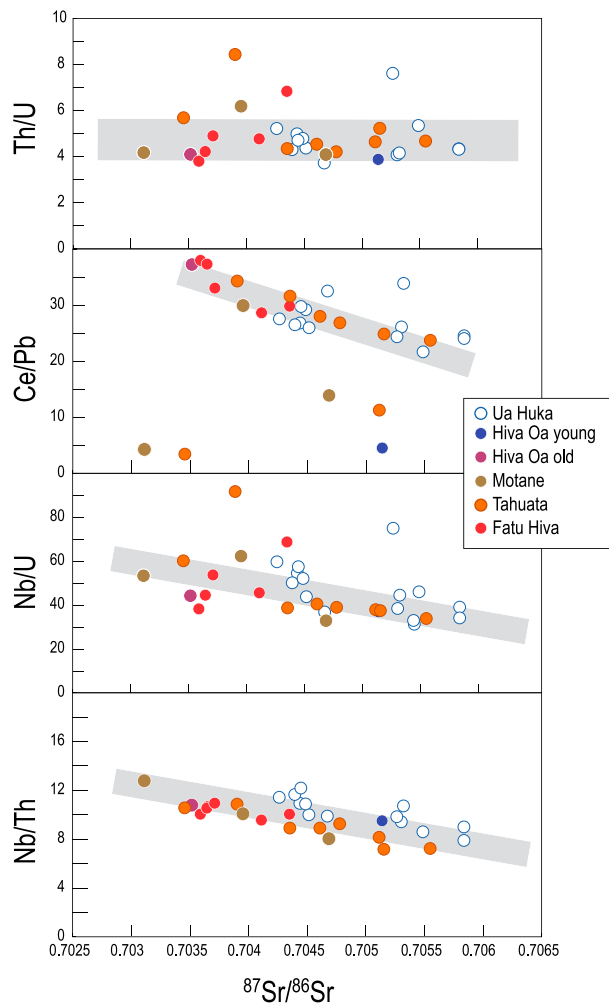 10
8
6
4
2
0
Th/U
30
20
10
0
Ce/Pb
Ua Huka
Hiva Oa young
Hiva Oa old
Motane
Tahuata
Fatu Hiva
80
60
40
20
0
Nb/U
16
12
8
4
0
Nb/Th
0.7025 0.703 0.7035 0.704 0.7045 0.705 0.7055 0.706 0.7065
⁸⁷Sr/⁸⁶Sr